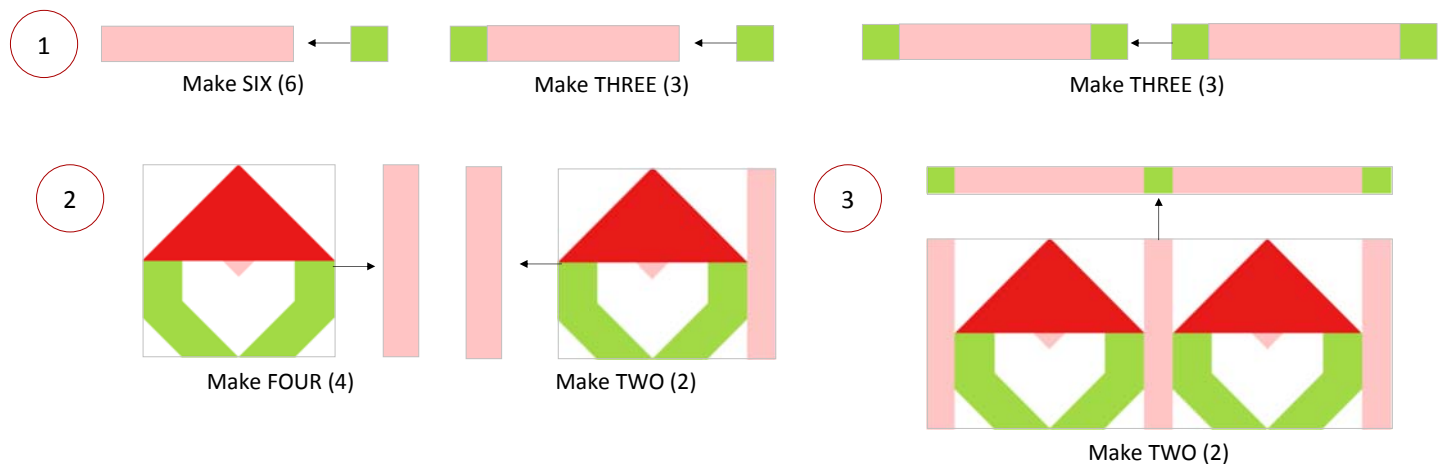 1
Make SIX (6)
Make THREE (3)
Make THREE (3)
2
Make FOUR (4)
Make TWO (2)
3
Make TWO (2)